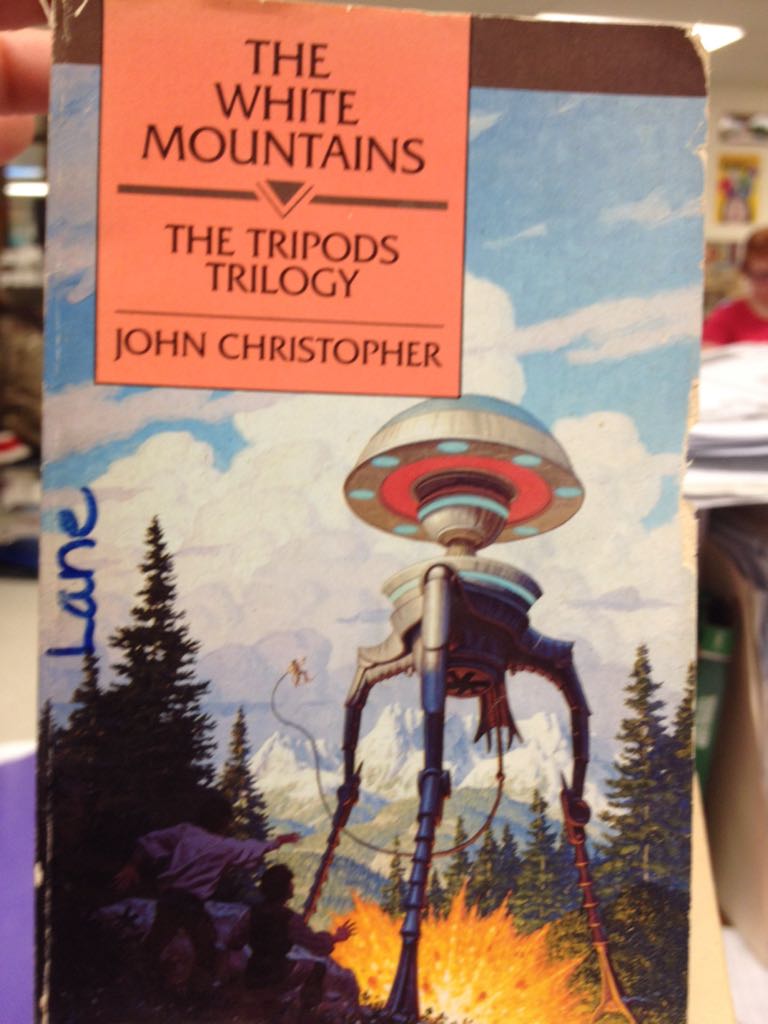 THE
WHITE
MOUNTAINS
THE TRIPODS
TRILOGY
JOHN CHRISTOPHER
Lane